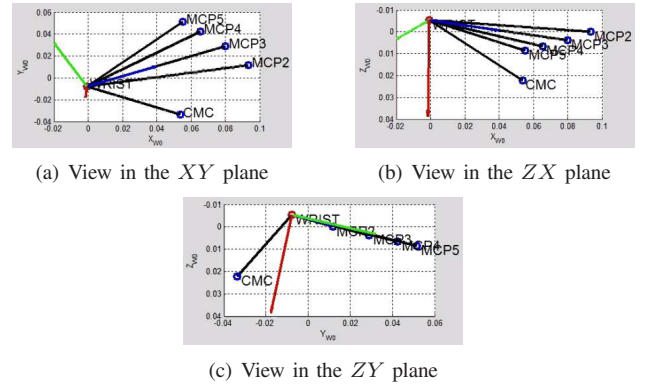 0.06
0.04
0.02
0
-0.02
-0.04
Y_W0
MCP5
MCP4
MCP3
MCP2
WRIST
CMC
-0.02 0 0.02 0.04 0.06 0.08 0.1
X_W0
(a) View in the XY plane
-0.01
0
0.01
0.02
0.03
0.04
Z_W0
MCP2
MCP3
MCP4
MCP5
CMC
-0.02 0 0.02 0.04 0.06 0.08 0.1
X_W0
(b) View in the ZX plane
-0.01
0
0.01
0.02
0.03
0.04
Z_W0
WRIST
MCP2
MCP3
MCP4
MCP5
CMC
-0.04 -0.02 0 0.02 0.04 0.06
Y_W0
(c) View in the ZY plane